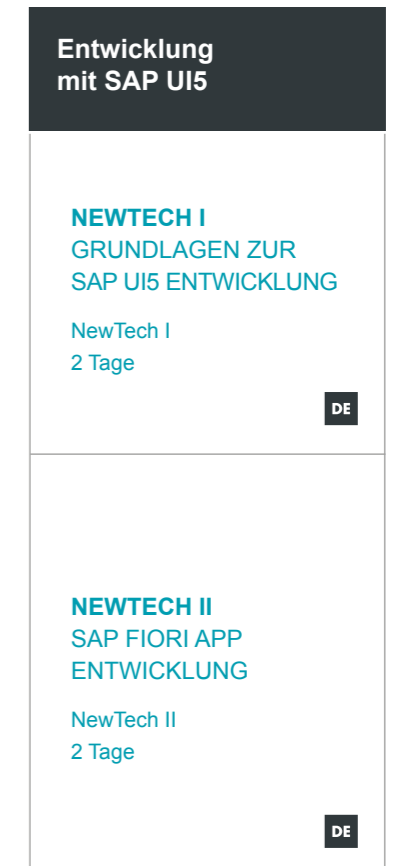 Entwicklung
mit SAP UI5
NEWTECH I
GRUNDLAGEN ZUR
SAP UI5 ENTWICKLUNG
NewTech I
2 Tage
DE
NEWTECH II
SAP FIORI APP
ENTWICKLUNG
NewTech II
2 Tage
DE